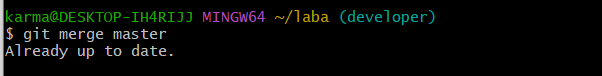 karma@DESKTOP-IH4RIJJ MINGW64 ~/laba (developer)
$ git merge master
Already up to date.